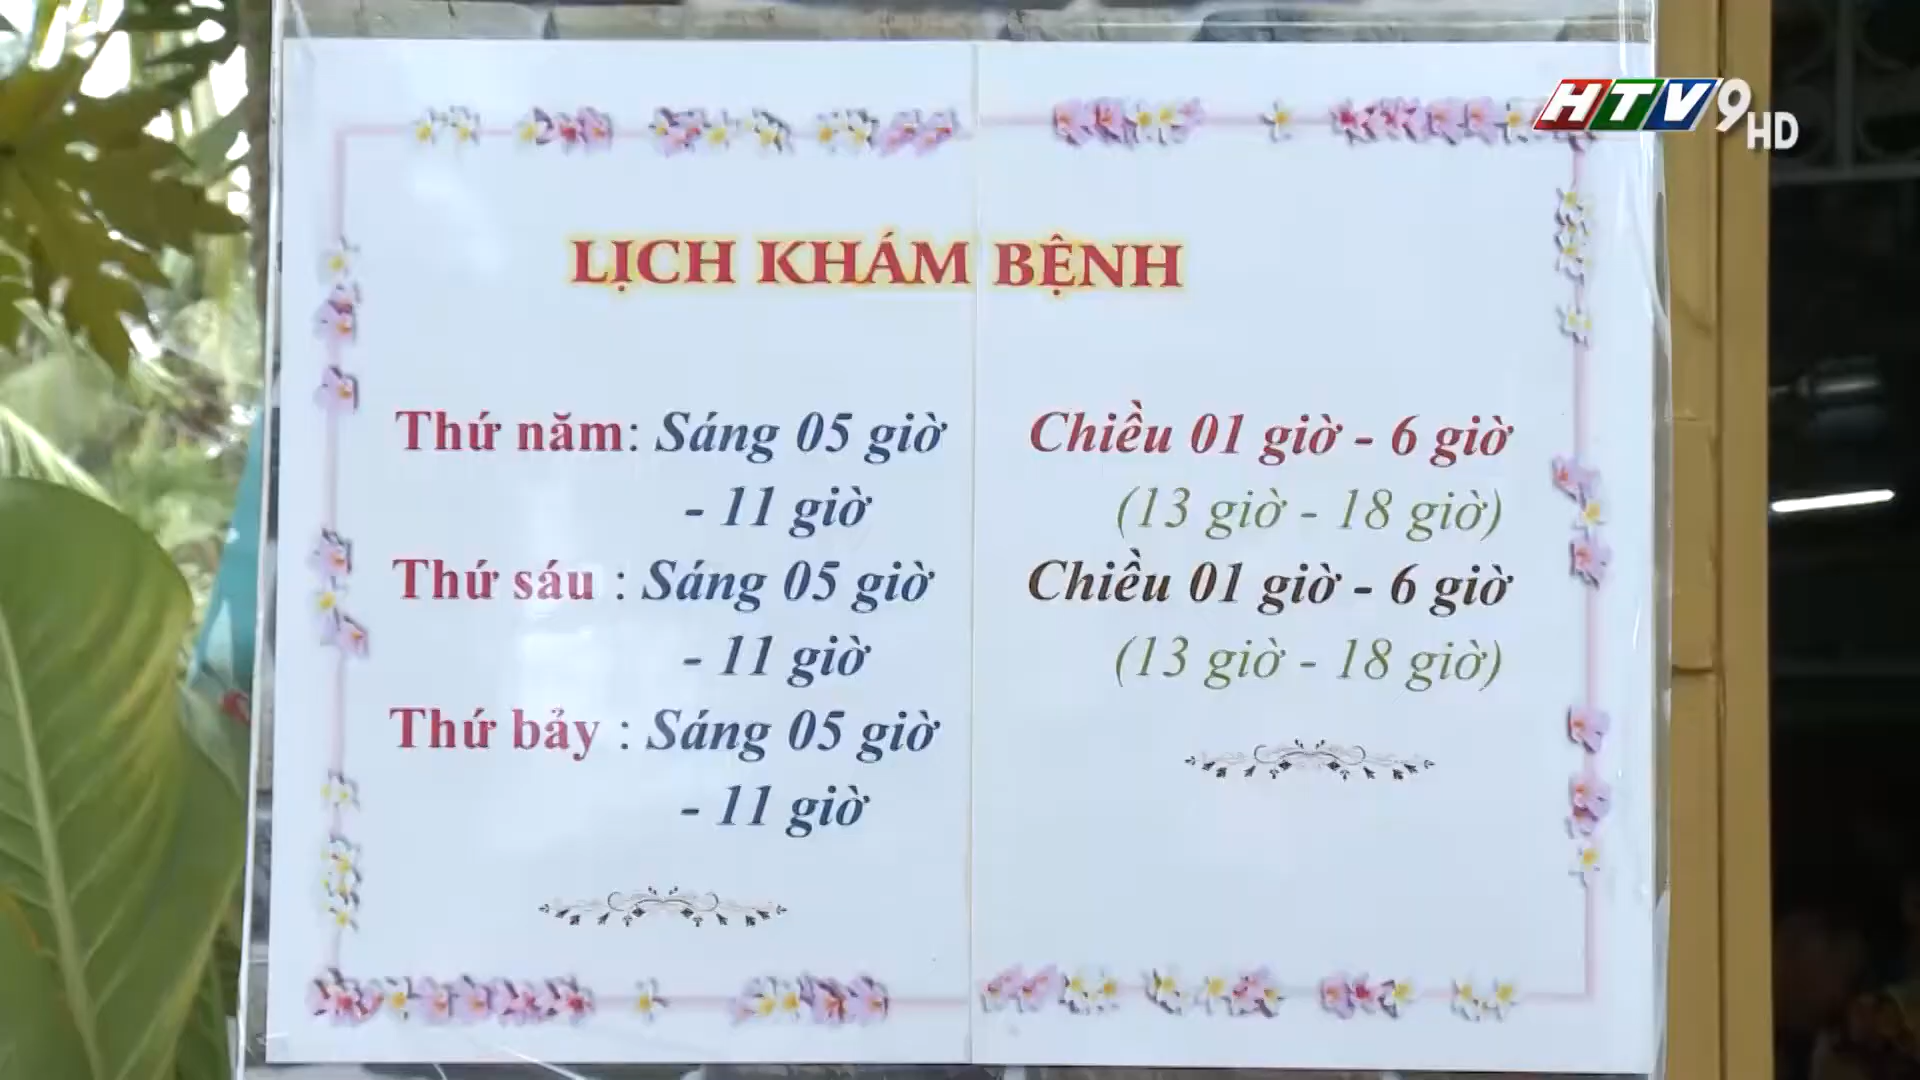 HTV9 HD
LỊCH KHÁM BỆNH
Thứ năm: Sáng 05 giờ
- 11 giờ
Thứ sáu : Sáng 05 giờ
- 11 giờ
Thứ bảy : Sáng 05 giờ
- 11 giờ
Chiều 01 giờ - 6 giờ
(13 giờ - 18 giờ)
Chiều 01 giờ - 6 giờ
(13 giờ - 18 giờ)